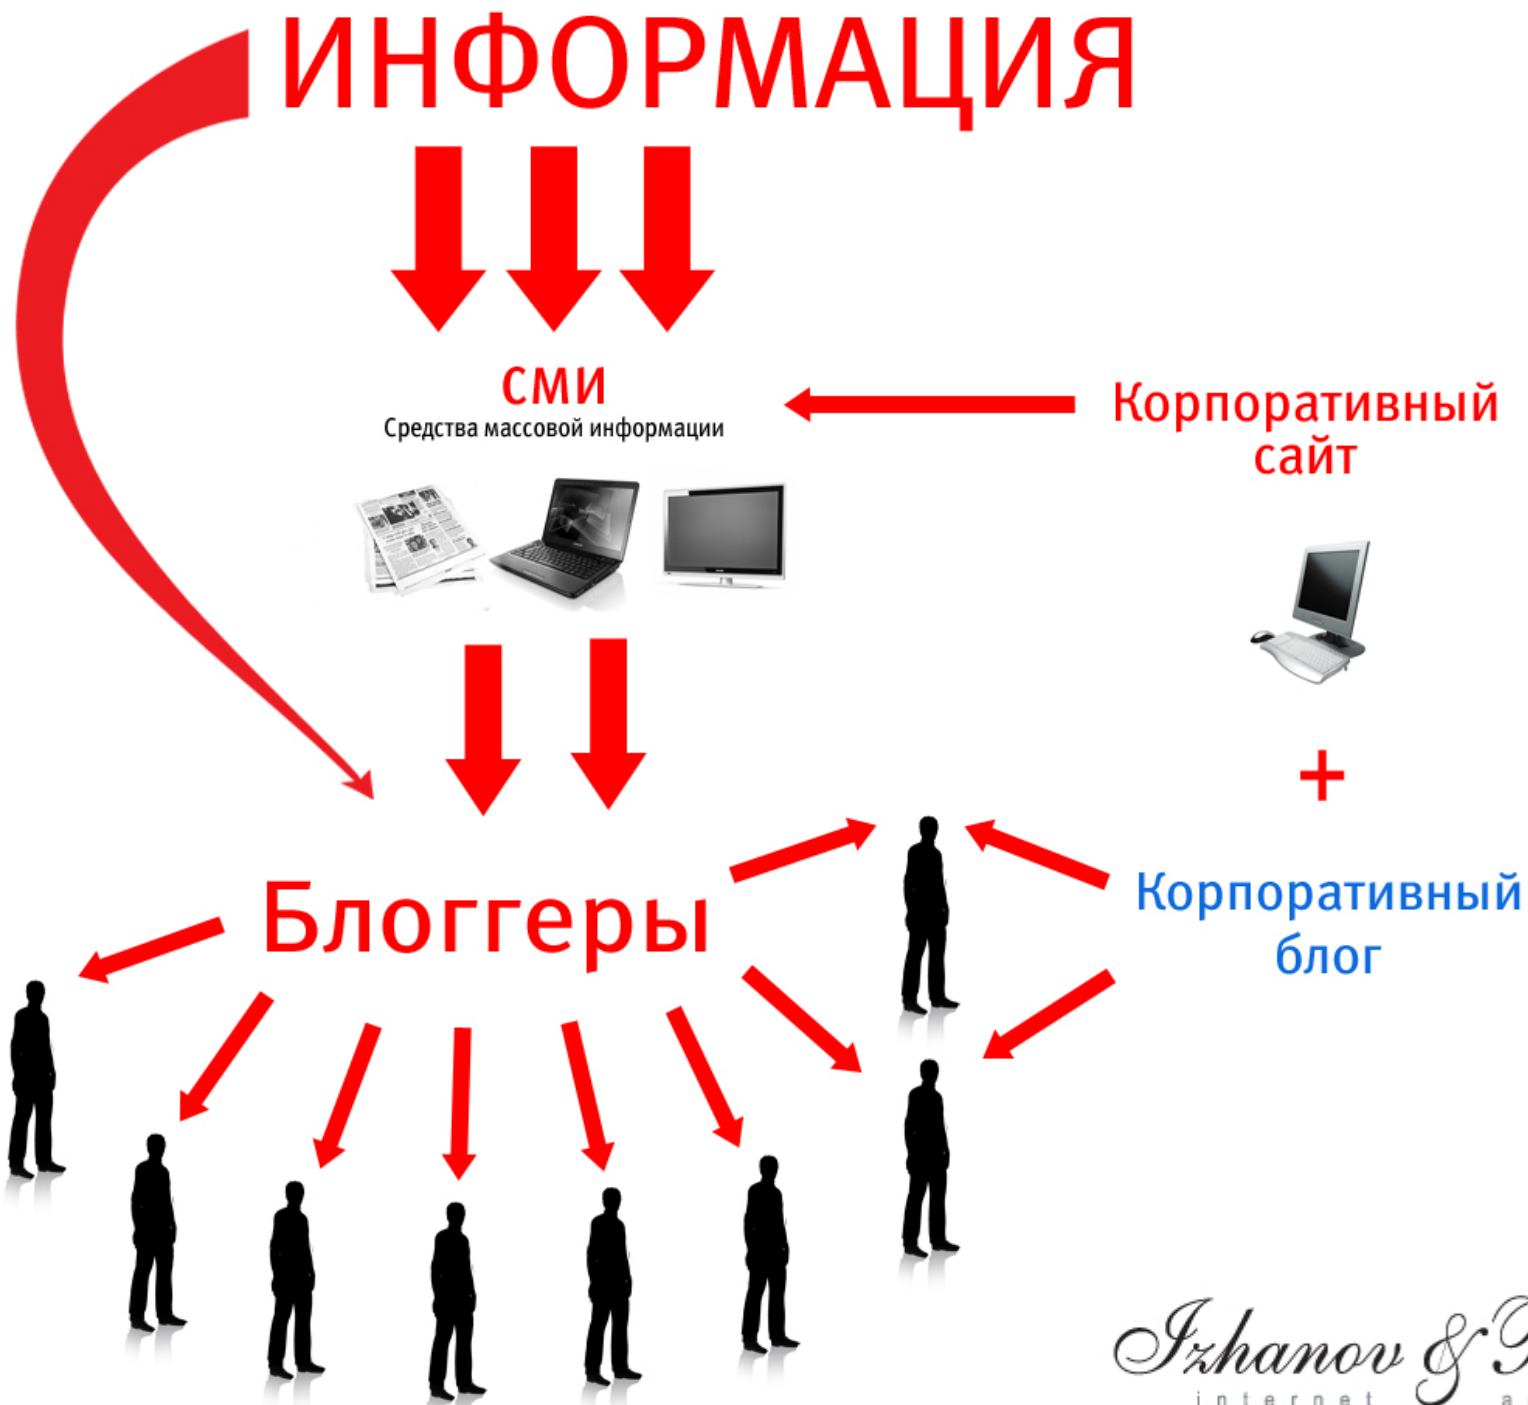 ИНФОРМАЦИЯ
СМИ
Средства массовой информации
Корпоративный
сайт
+
Корпоративный
блог
Блоггеры
Izhanov &
internet